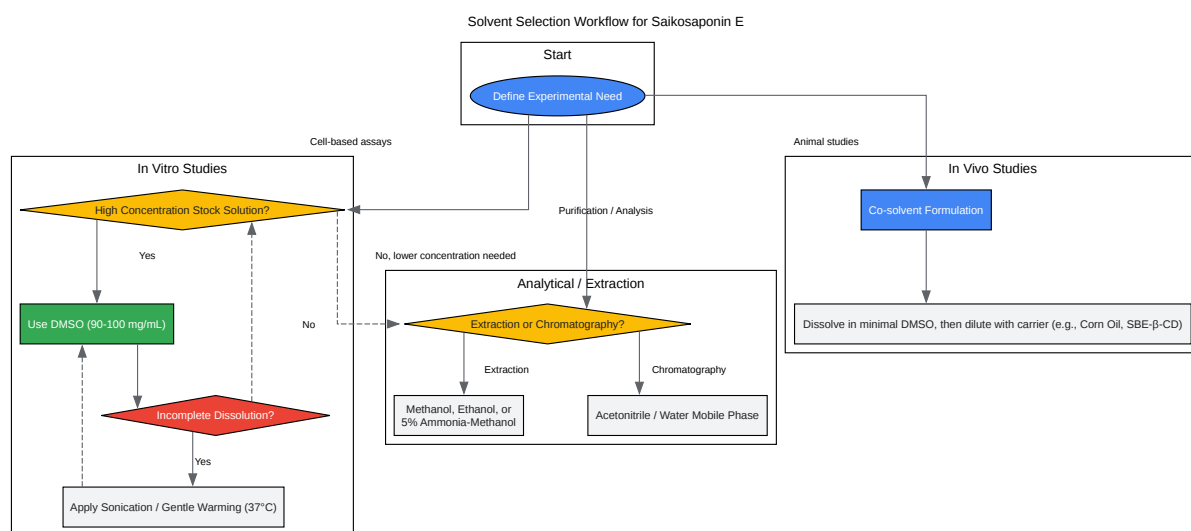 Solvent Selection Workflow for Saikosaponin E
Start
Define Experimental Need
Cell-based assays
Animal studies
In Vitro Studies
In Vivo Studies
High Concentration Stock Solution?
Purification / Analysis
Co-solvent Formulation
Yes
No, lower concentration needed
Analytical / Extraction
Use DMSO (90-100 mg/mL)
No
Extraction or Chromatography?
Dissolve in minimal DMSO, then dilute with carrier (e.g., Corn Oil, SBE-β-CD)
Extraction
Chromatography
Incomplete Dissolution?
Methanol, Ethanol, or
5% Ammonia-Methanol
Acetonitrile / Water Mobile Phase
Yes
Apply Sonication / Gentle Warming (37°C)